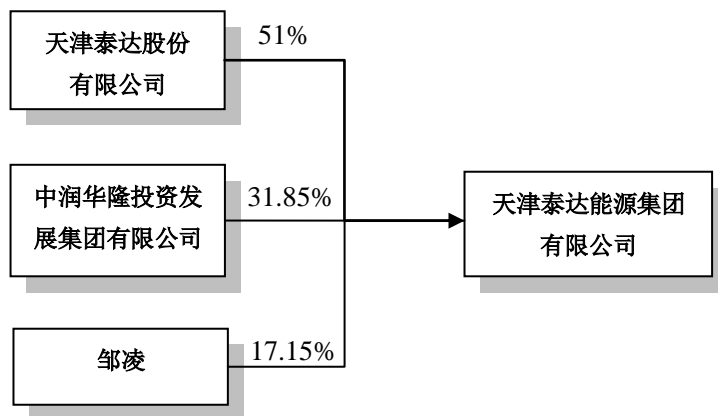 天津泰达股份
有限公司
51%
中润华隆投资发
展集团有限公司
31.85%
天津泰达能源集团
有限公司
邹凌
17.15%